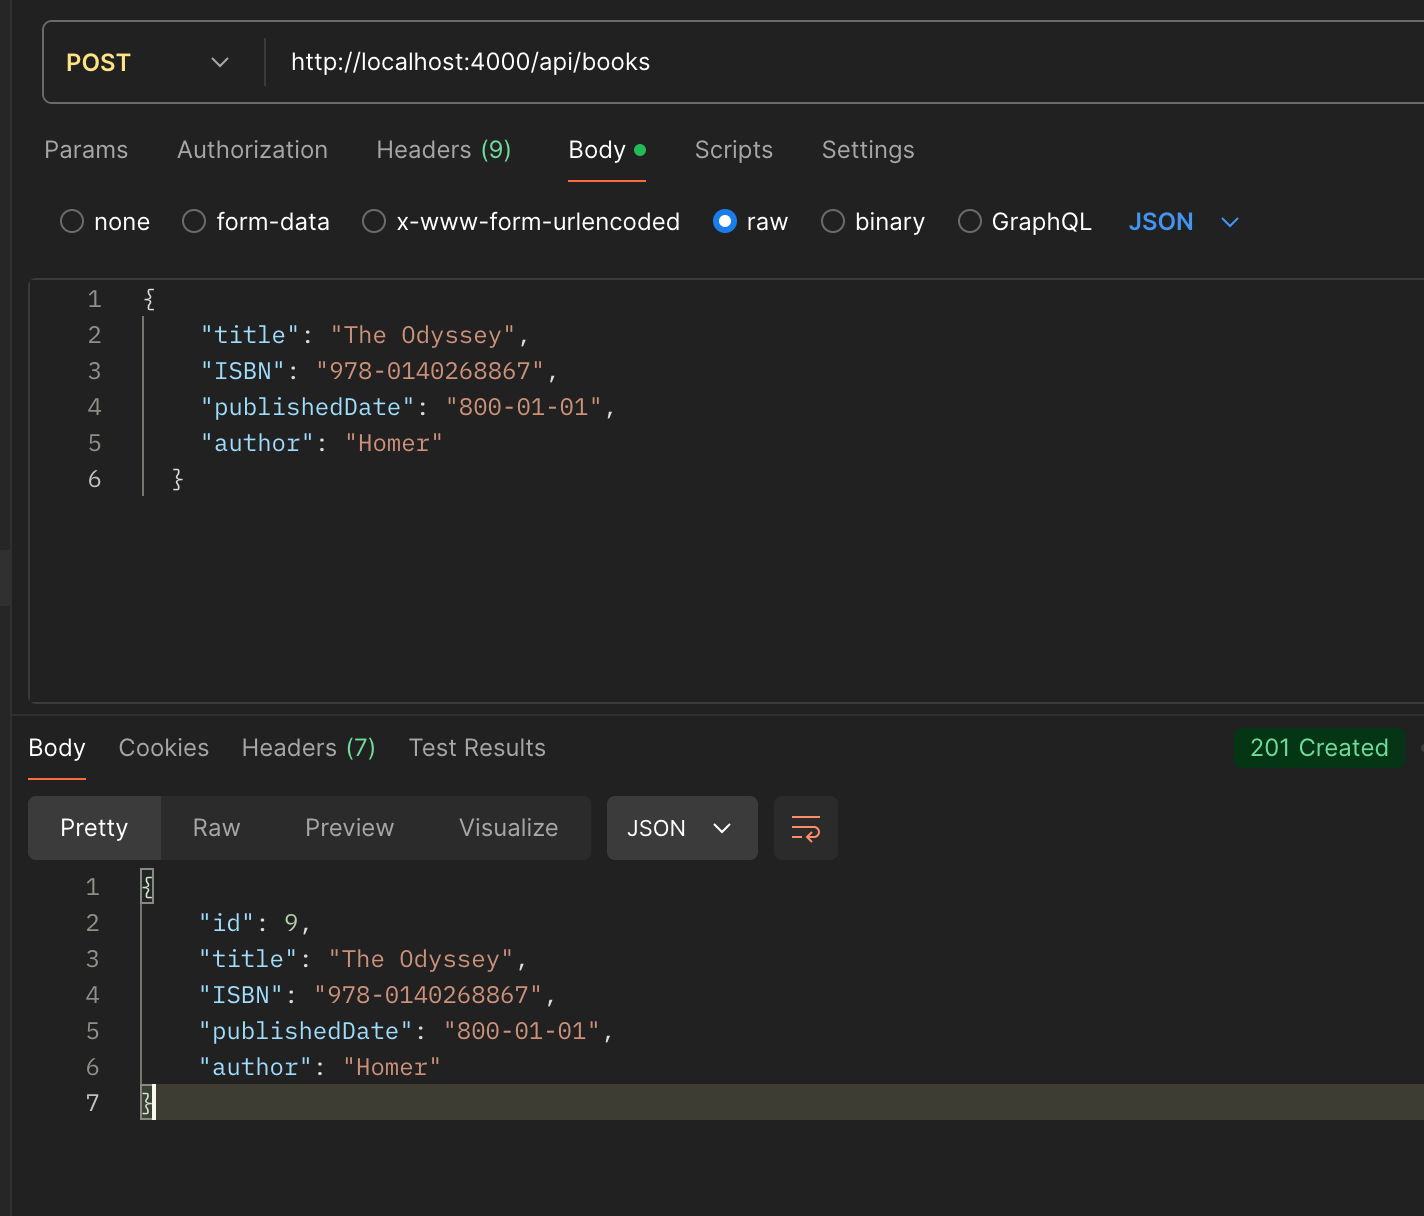 POST http://localhost:4000/api/books
Params Authorization Headers (9) Body Scripts Settings
none form-data x-www-form-urlencoded raw binary GraphQL JSON
1 {
2 "title": "The Odyssey",
3 "ISBN": "978-0140268867",
4 "publishedDate": "800-01-01",
5 "author": "Homer"
6 }
Body Cookies Headers (7) Test Results 201 Created
Pretty Raw Preview Visualize JSON
1 {
2 "id": 9,
3 "title": "The Odyssey",
4 "ISBN": "978-0140268867",
5 "publishedDate": "800-01-01",
6 "author": "Homer"
7 }